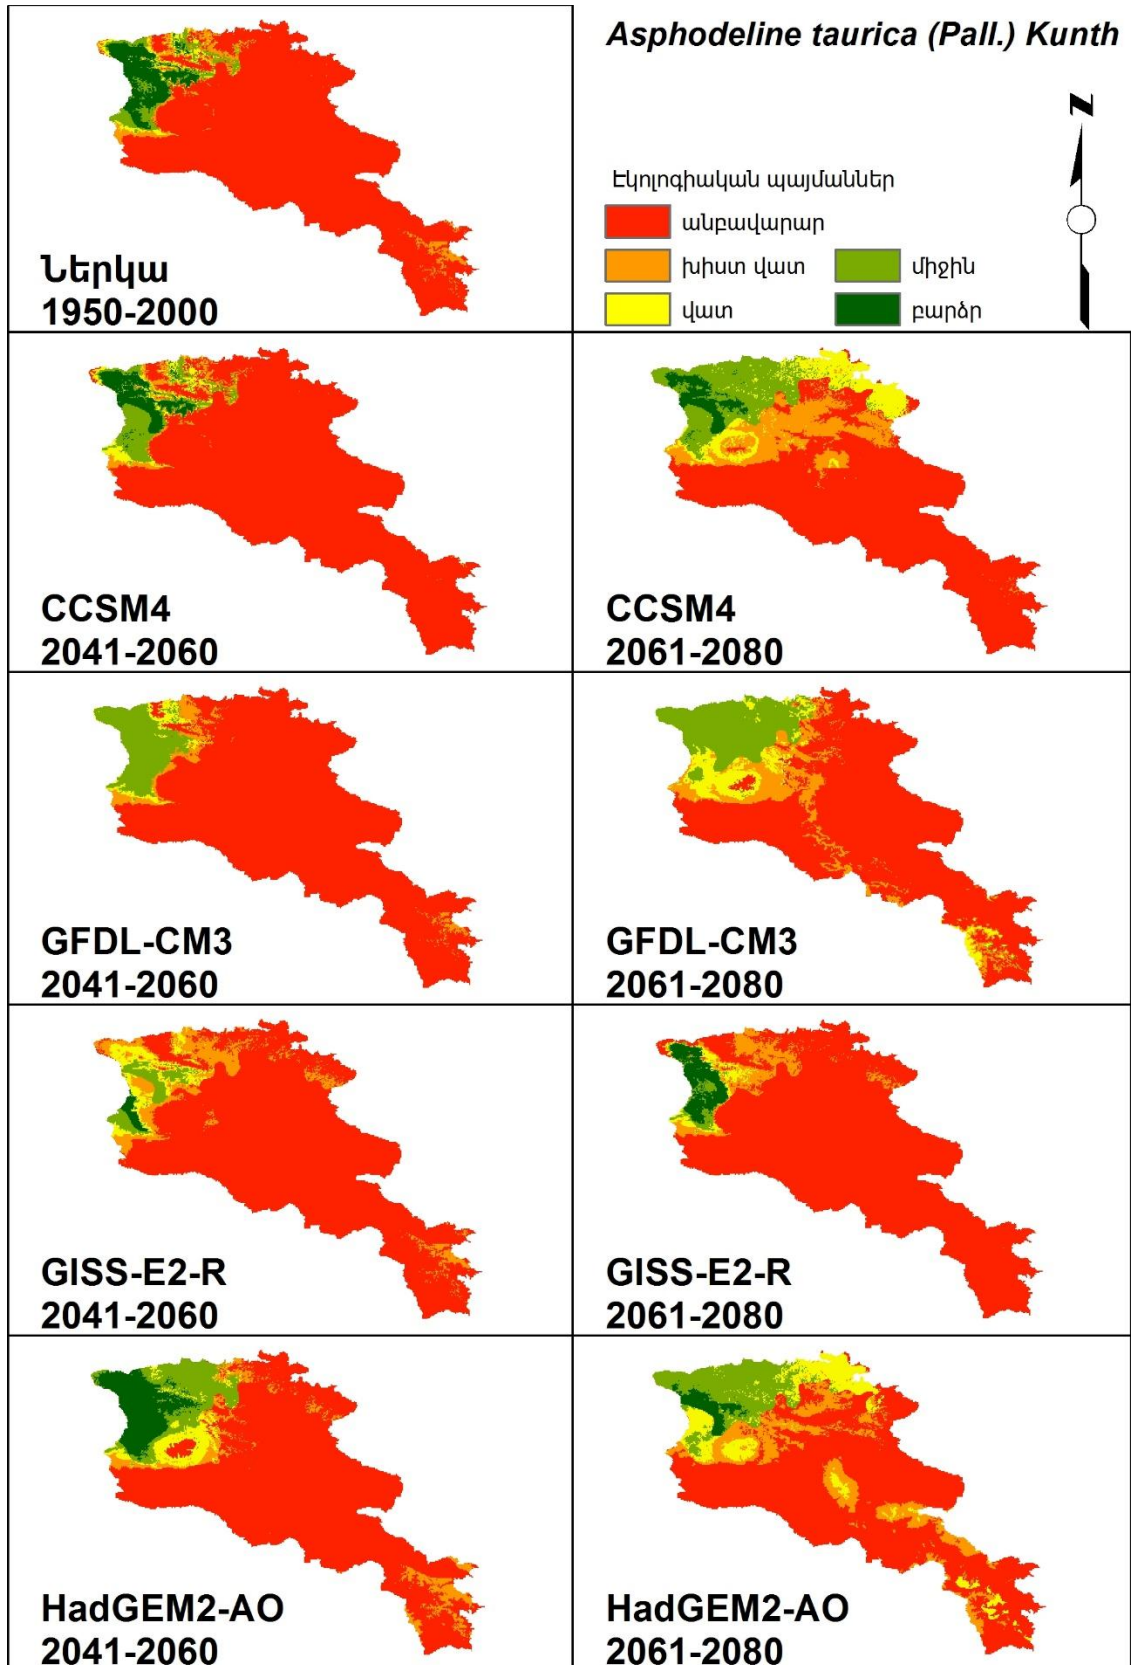 Asphodeline taurica (Pall.) Kunth
N
Էկոլոգիական պայմաններ
անբավարար
խիստ վատ
միջին
վատ
բարձր
Ներկա
1950-2000
CCSM4
2041-2060
CCSM4
2061-2080
GFDL-CM3
2041-2060
GFDL-CM3
2061-2080
GISS-E2-R
2041-2060
GISS-E2-R
2061-2080
HadGEM2-AO
2041-2060
HadGEM2-AO
2061-2080